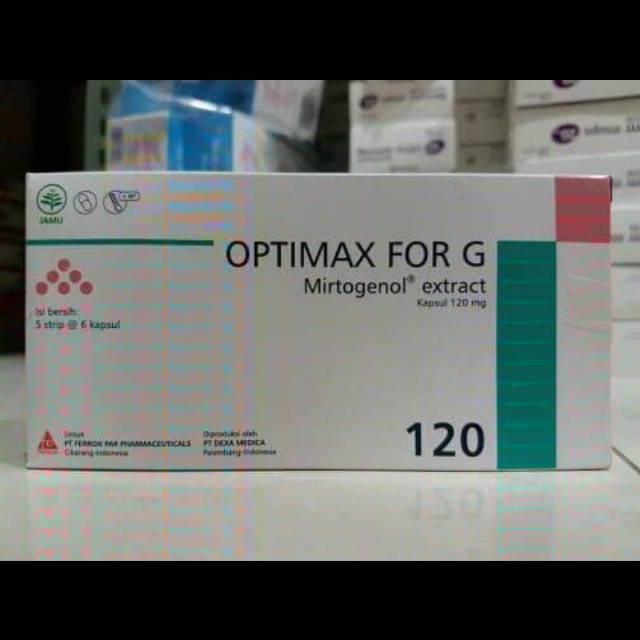 JAMU
OPTIMAX FOR G
Mirtogenol® extract
Kapsul 120 mg
Isi bersih:
5 strip @ 6 kapsul
120
Untuk
PT FERRON PAR PHARMACEUTICALS
Cikarang-Indonesia
Diproduksi oleh
PT DEXA MEDICA
Palembang-Indonesia